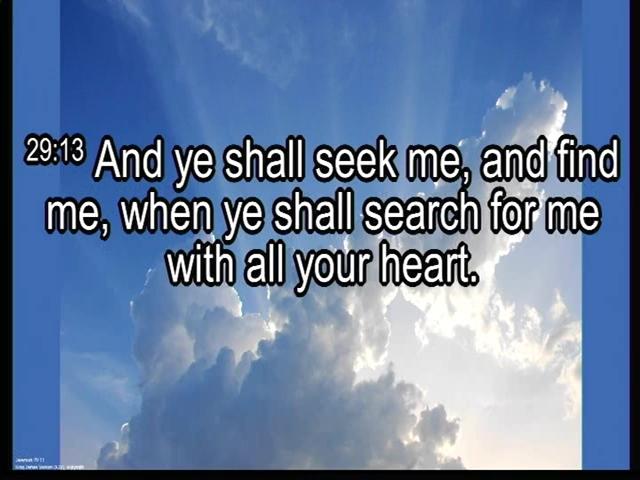 29:13 And ye shall seek me, and find
me, when ye shall search for me
with all your heart.